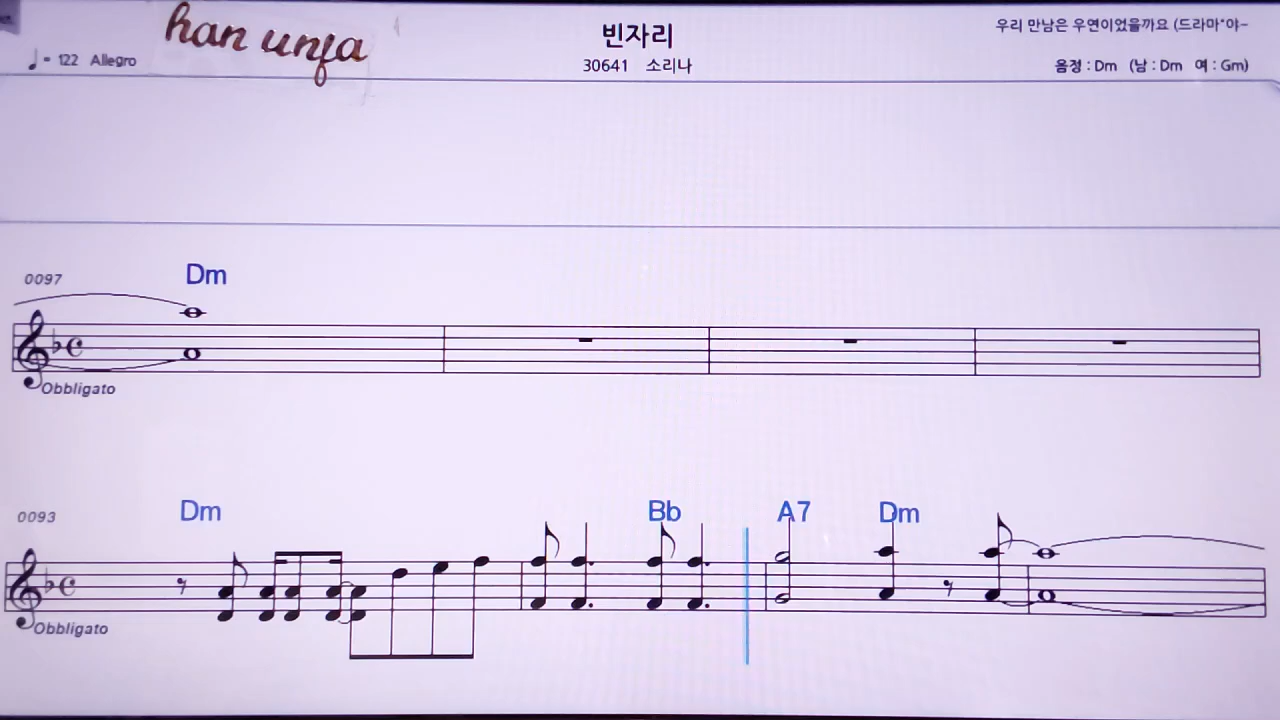 han unja
빈자리
우리 만남은 우연이었을까요 (드라마"야-
♩= 122 Allegro
30641 소리나
음정 : Dm (남 : Dm 여 : Gm)
0097 Dm
Obbligato
0093 Dm Bb A7 Dm
Obbligato